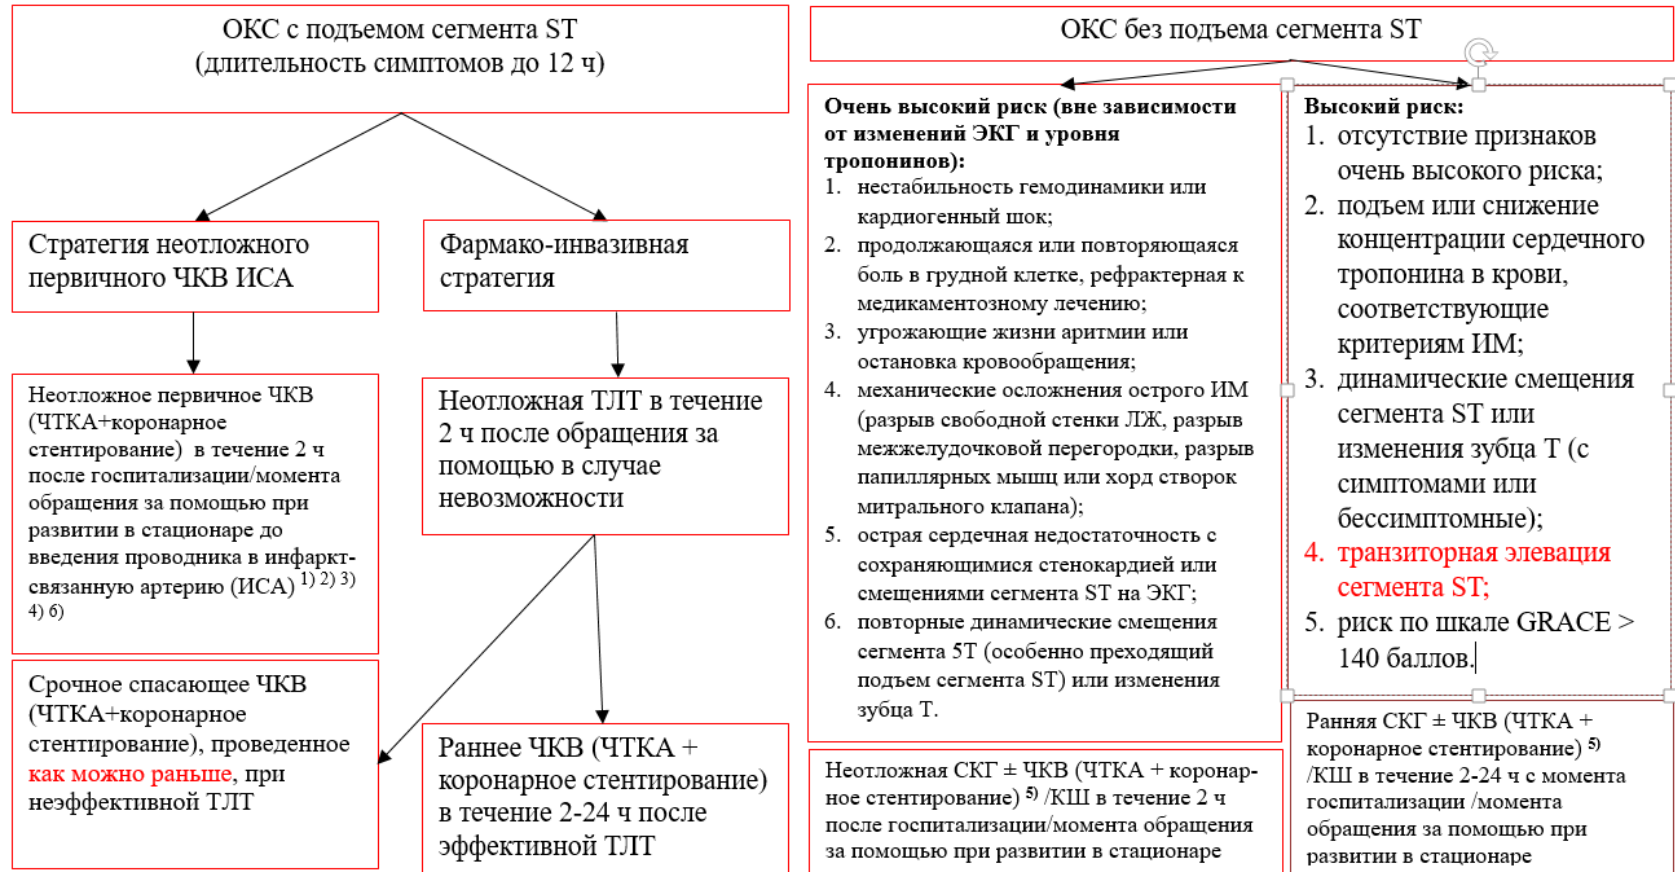 ОКС с подъемом сегмента ST
(длительность симптомов до 12 ч)
Стратегия неотложного
первичного ЧКВ ИСА
Фармако-инвазивная
стратегия
Неотложное первичное ЧКВ
(ЧТКА+коронарное
стентирование) в течение 2 ч
после госпитализации/момента
обращения за помощью при
развитии в стационаре до
введения проводника в инфаркт-
связанную артерию (ИСА) 1) 2) 3)
4) 6)
Неотложная ТЛТ в течение
2 ч после обращения за
помощью в случае
невозможности
Срочное спасающее ЧКВ
(ЧТКА+коронарное
стентирование), проведенное
как можно раньше, при
неэффективной ТЛТ
Раннее ЧКВ (ЧТКА +
коронарное стентирование)
в течение 2-24 ч после
эффективной ТЛТ
ОКС без подъема сегмента ST
Очень высокий риск (вне зависимости
от изменений ЭКГ и уровня
тропонинов):
1. нестабильность гемодинамики или
кардиогенный шок;
2. продолжающаяся или повторяющаяся
боль в грудной клетке, рефрактерная к
медикаментозному лечению;
3. угрожающие жизни аритмии или
остановка кровообращения;
4. механические осложнения острого ИМ
(разрыв свободной стенки ЛЖ, разрыв
межжелудочковой перегородки, разрыв
папиллярных мышц или хорд створок
митрального клапана);
5. острая сердечная недостаточность с
сохраняющимися стенокардией или
смещениями сегмента ST на ЭКГ;
6. повторные динамические смещения
сегмента 5Т (особенно преходящий
подъем сегмента ST) или изменения
зубца Т.
Неотложная СКГ ± ЧКВ (ЧТКА + коронар-
ное стентирование) 5) /КШ в течение 2 ч
после госпитализации/момента обращения
за помощью при развитии в стационаре
Высокий риск:
1. отсутствие признаков
очень высокого риска;
2. подъем или снижение
концентрации сердечного
тропонина в крови,
соответствующие
критериям ИМ;
3. динамические смещения
сегмента ST или
изменения зубца Т (с
симптомами или
бессимптомные);
4. транзиторная элевация
сегмента ST;
5. риск по шкале GRACE >
140 баллов.
Ранняя СКГ ± ЧКВ (ЧТКА +
коронарное стентирование) 5)
/КШ в течение 2-24 ч с момента
госпитализации /момента
обращения за помощью при
развитии в стационаре